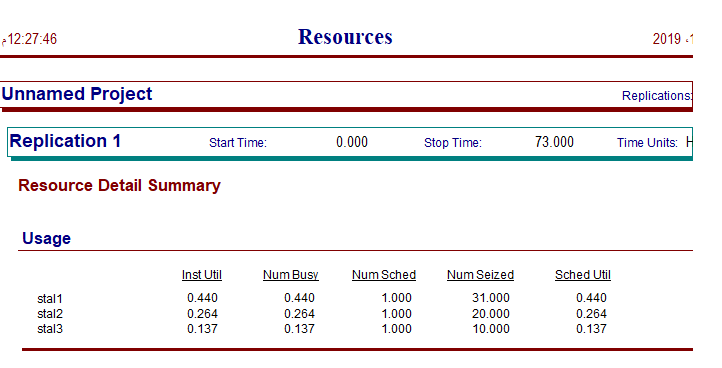 12:27:46م Resources 2019
Unnamed Project Replications:
Replication 1 Start Time: 0.000 Stop Time: 73.000 Time Units: H
Resource Detail Summary
Usage
Inst Util Num Busy Num Sched Num Seized Sched Util
stal1 0.440 0.440 1.000 31.000 0.440
stal2 0.264 0.264 1.000 20.000 0.264
stal3 0.137 0.137 1.000 10.000 0.137